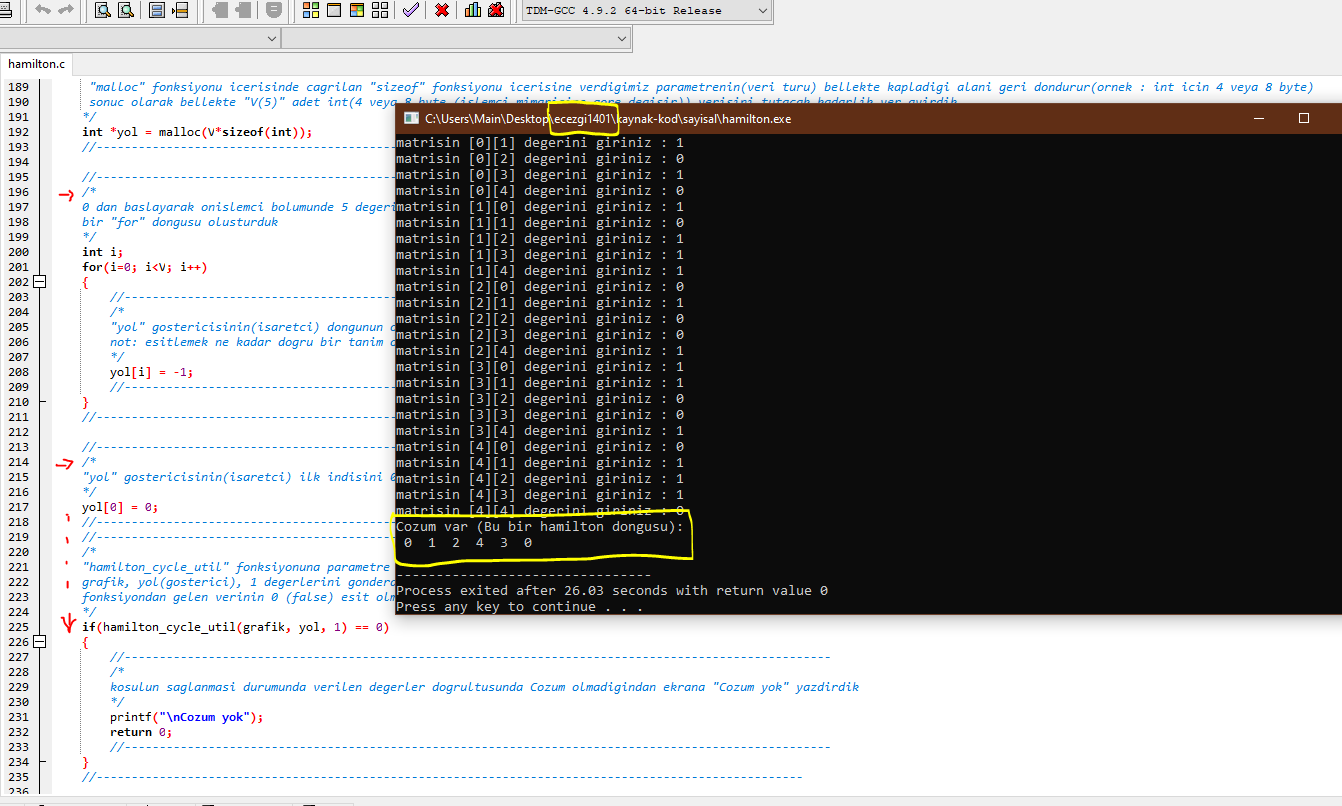 TDM-GCC 4.9.2 64-bit Release
hamilton.c
189 "malloc" fonksiyonu icerisinde cagrilan "sizeof" fonksiyonu icerisine verdigimiz parametrenin(veri turu) bellekte kapladigi alani geri dondurur(ornek : int icin 4 veya 8 byte)
190 sonuc olarak bellekte "V(5)" adet int(4 veya 8 byte (islemci mimarisine gore degisir)) verisini tutacak kadarlik yer ayirdik
191 */
192 int *yol = malloc(V*sizeof(int));
193 //------------------------------------------
194
195 //------------------------------------------
196 /*
197 0 dan baslayarak onislemci bolumunde 5 degeri
198 bir "for" dongusu olusturduk
199 */
200 int i;
201 for(i=0; i<V; i++)
202 {
203 //--------------------------------------
204 /*
205 "yol" gostericisinin(isaretci) dongunun
206 not: esitlemek ne kadar dogru bir tanim
207 */
208 yol[i] = -1;
209 //--------------------------------------
210 }
211 //------------------------------------------
212
213 //------------------------------------------
214 /*
215 "yol" gostericisinin(isaretci) ilk indisini 0
216 */
217 yol[0] = 0;
218 //------------------------------------------
219 //------------------------------------------
220 /*
221 "hamilton_cycle_util" fonksiyonuna parametre
222 grafik, yol(gosterici), 1 degerlerini gonderd
223 fonksiyondan gelen verinin 0 (false) esit olm
224 */
225 if(hamilton_cycle_util(grafik, yol, 1) == 0)
226 {
227 //------------------------------------------------------------------------------------------------------
228 /*
229 kosulun saglanmasi durumunda verilen degerler dogrultusunda Cozum olmadigindan ekrana "Cozum yok" yazdirdik
230 */
231 printf("\nCozum yok");
232 return 0;
233 //------------------------------------------------------------------------------------------------------
234 }
235 //------------------------------------------------------------------------------------------------------
236
C:\Users\Main\Desktop\ecezgi1401\kaynak-kod\sayisal\hamilton.exe
matrisin [0][1] degerini giriniz : 1
matrisin [0][2] degerini giriniz : 0
matrisin [0][3] degerini giriniz : 1
matrisin [0][4] degerini giriniz : 0
matrisin [1][0] degerini giriniz : 1
matrisin [1][1] degerini giriniz : 0
matrisin [1][2] degerini giriniz : 1
matrisin [1][3] degerini giriniz : 1
matrisin [1][4] degerini giriniz : 1
matrisin [2][0] degerini giriniz : 0
matrisin [2][1] degerini giriniz : 1
matrisin [2][2] degerini giriniz : 0
matrisin [2][3] degerini giriniz : 0
matrisin [2][4] degerini giriniz : 1
matrisin [3][0] degerini giriniz : 1
matrisin [3][1] degerini giriniz : 1
matrisin [3][2] degerini giriniz : 0
matrisin [3][3] degerini giriniz : 0
matrisin [3][4] degerini giriniz : 1
matrisin [4][0] degerini giriniz : 0
matrisin [4][1] degerini giriniz : 1
matrisin [4][2] degerini giriniz : 1
matrisin [4][3] degerini giriniz : 1
matrisin [4][4] degerini giriniz : 0
Cozum var (Bu bir hamilton dongusu):
0 1 2 4 3 0
--------------------------------
Process exited after 26.03 seconds with return value 0
Press any key to continue . . .